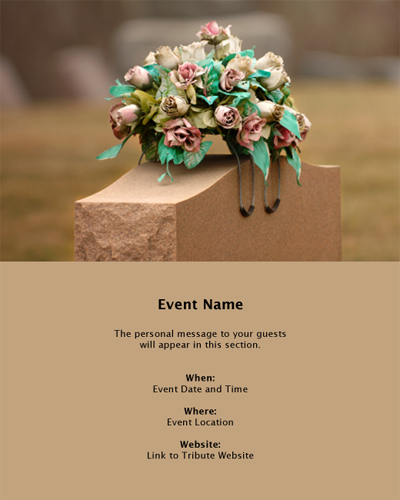 Event Name
The personal message to your guests
will appear in this section.
When:
Event Date and Time
Where:
Event Location
Website:
Link to Tribute Website